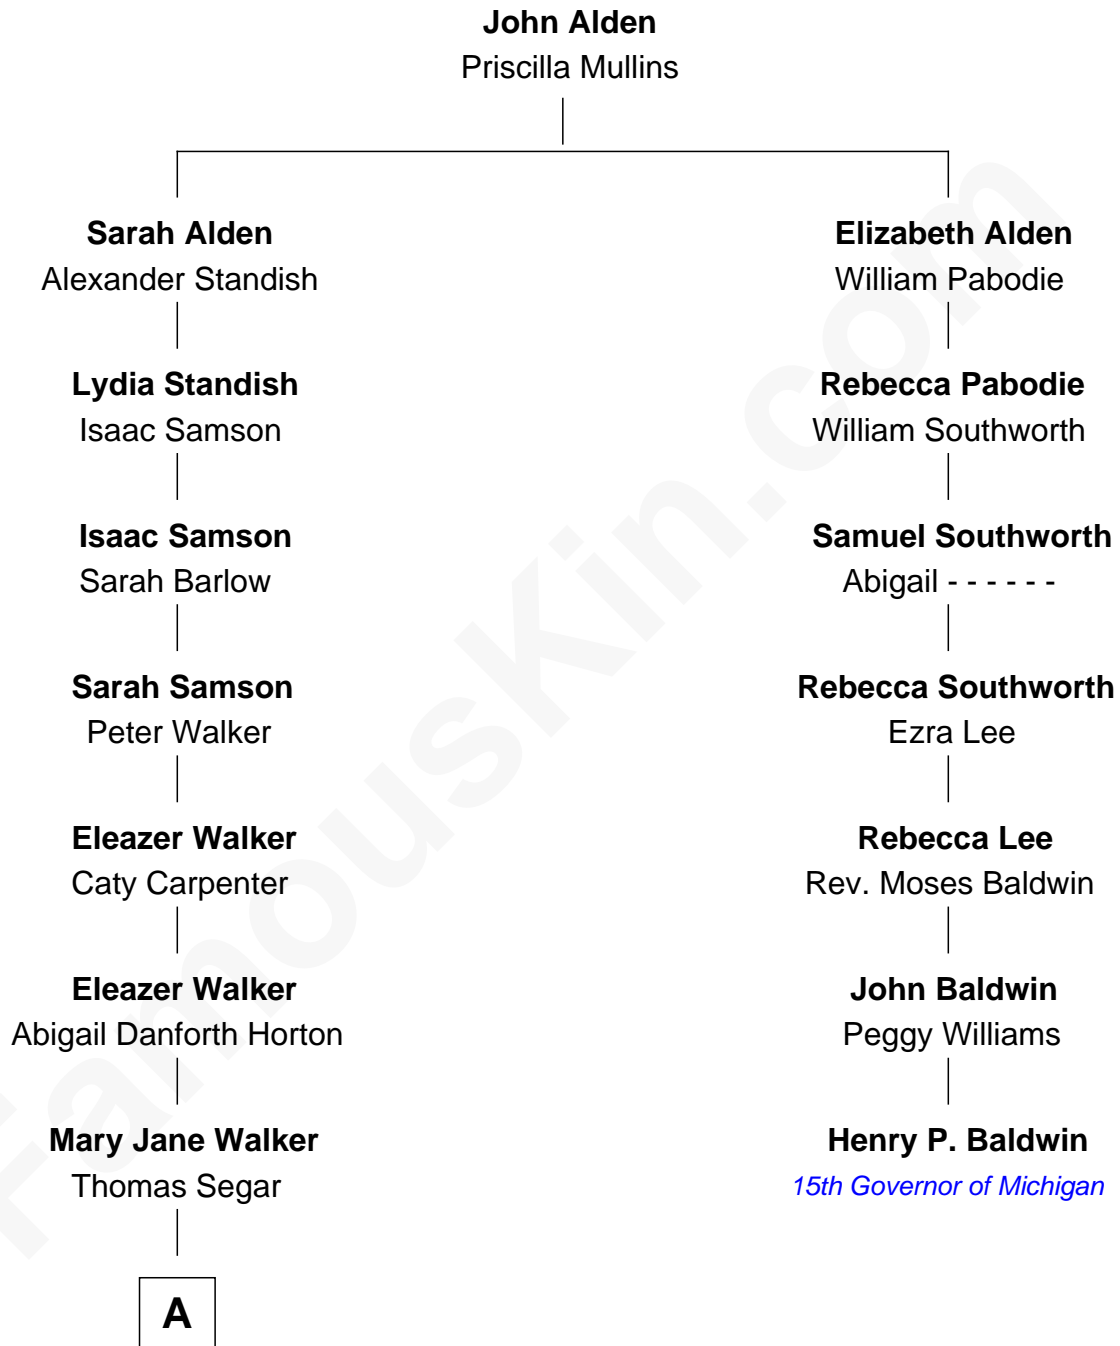 John Alden
Priscilla Mullins
Sarah Alden
Alexander Standish
Elizabeth Alden
William Pabodie
Lydia Standish
Isaac Samson
Rebecca Pabodie
William Southworth
Isaac Samson
Sarah Barlow
Samuel Southworth
Abigail - - - - - -
Sarah Samson
Peter Walker
Rebecca Southworth
Ezra Lee
Eleazer Walker
Caty Carpenter
Rebecca Lee
Rev. Moses Baldwin
Eleazer Walker
Abigail Danforth Horton
John Baldwin
Peggy Williams
Mary Jane Walker
Thomas Segar
Henry P. Baldwin
15th Governor of Michigan
A
FamousKin.com